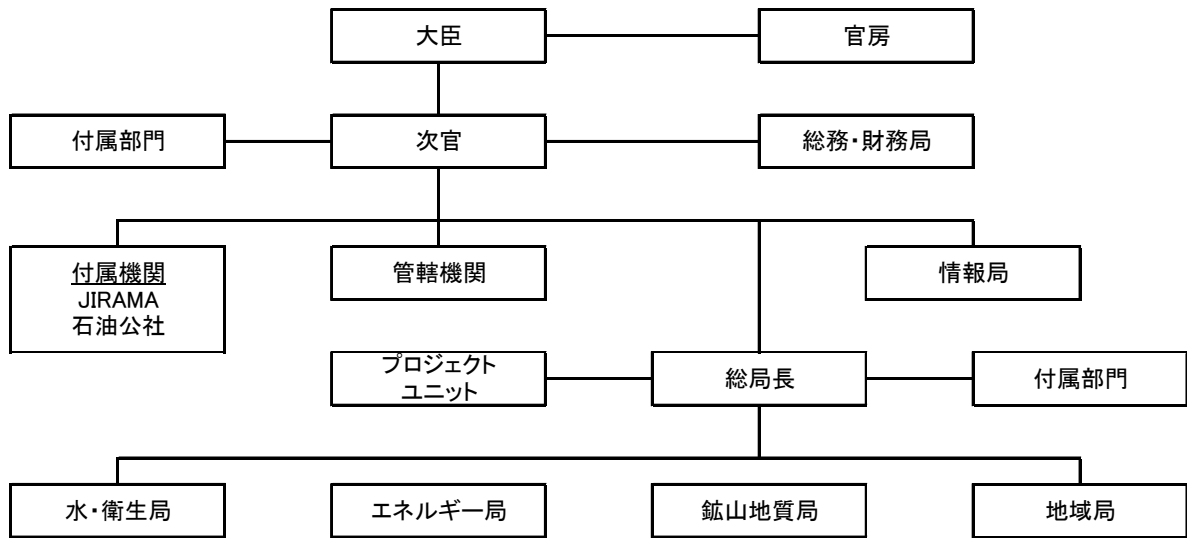 大臣
官房
付属部門
次官
総務・財務局
付属機関
JIRAMA
石油公社
管轄機関
情報局
プロジェクト
ユニット
総局長
付属部門
水・衛生局
エネルギー局
鉱山地質局
地域局